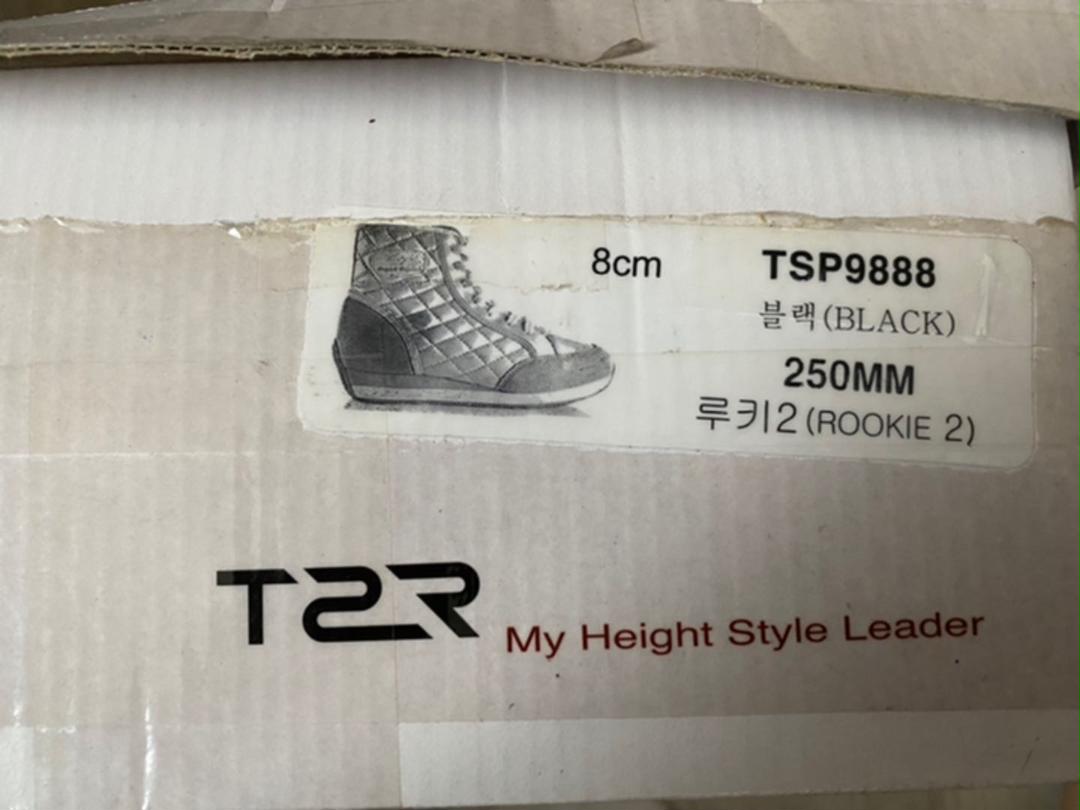 8cm
TSP9888
블랙(BLACK)
250MM
루키2(ROOKIE 2)
T2R
My Height Style Leader